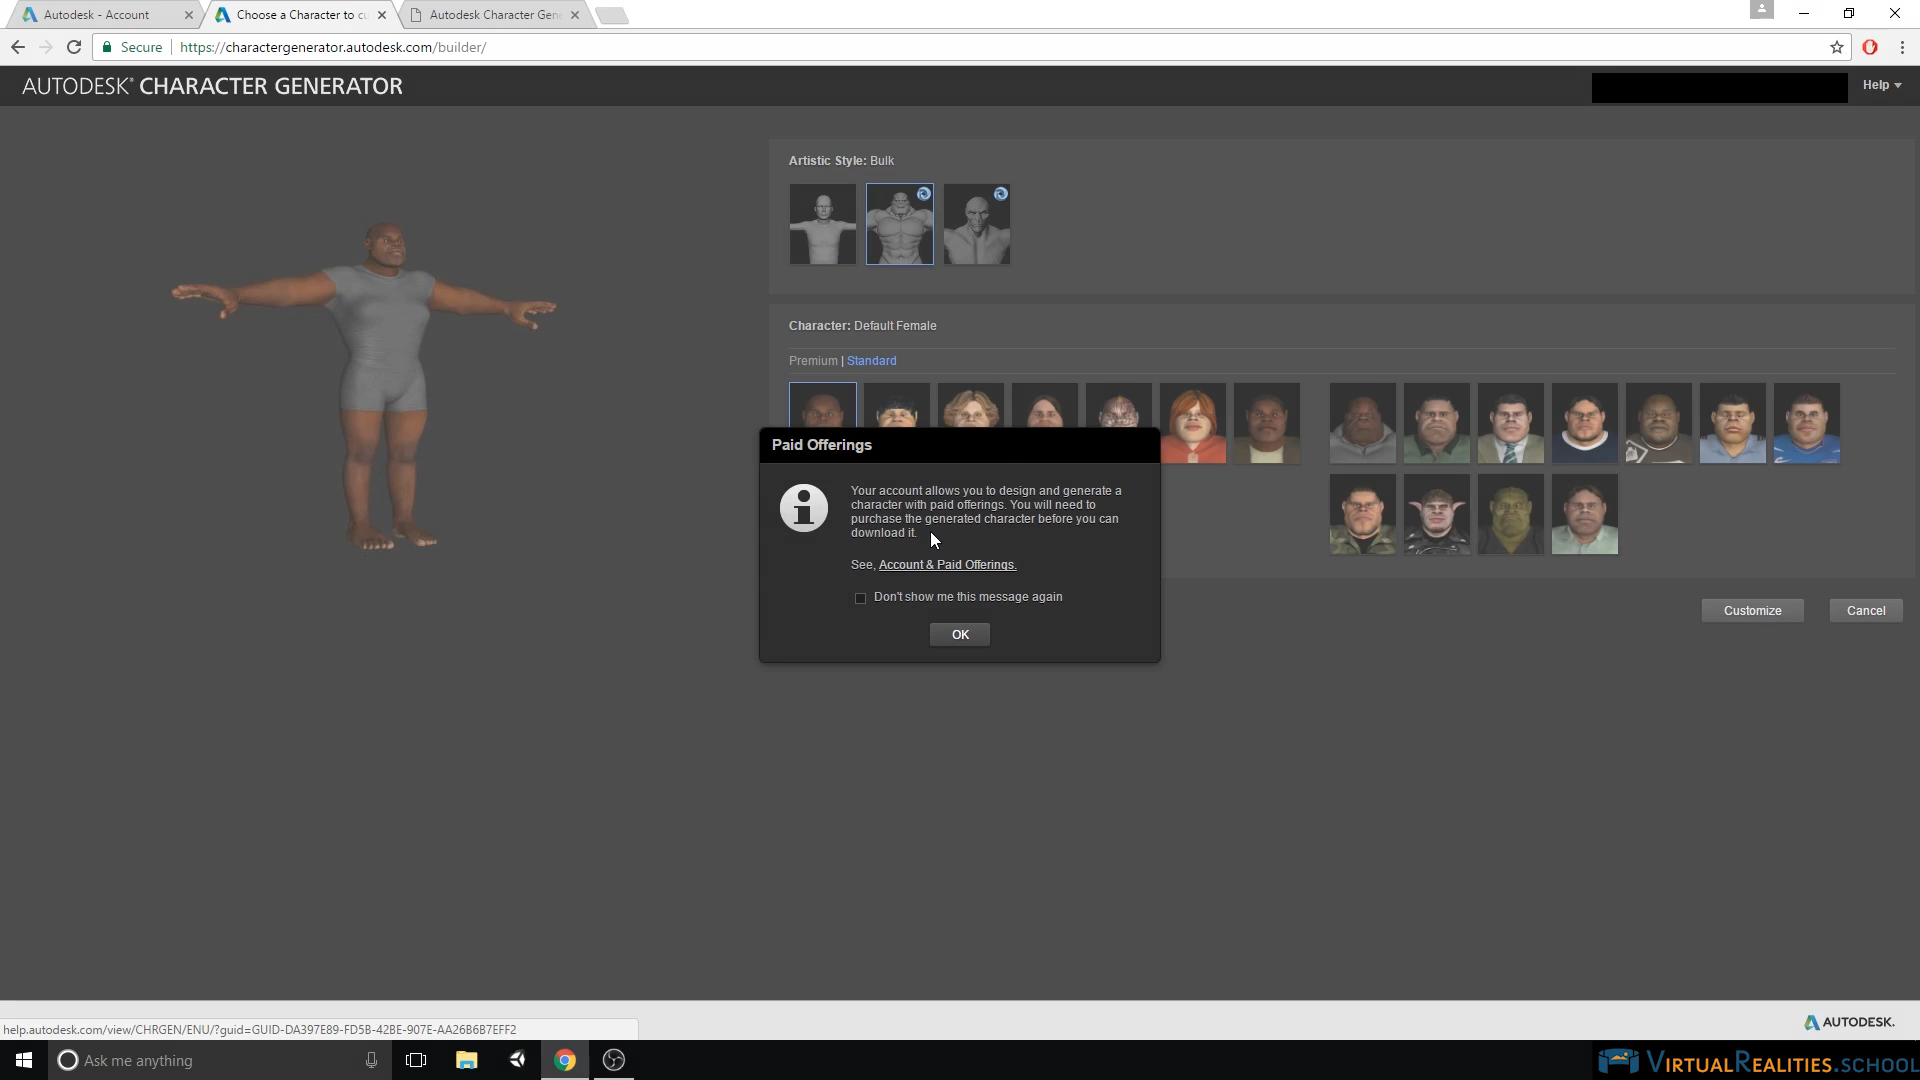 Autodesk - Account
Choose a Character to cu
Autodesk Character Gene
Secure
https://charactergenerator.autodesk.com/builder/
AUTODESK® CHARACTER GENERATOR
Help
Artistic Style: Bulk
Character: Default Female
Premium | Standard
Paid Offerings
Your account allows you to design and generate a
character with paid offerings. You will need to
purchase the generated character before you can
download it.
See, Account & Paid Offerings.
Don't show me this message again
OK
Customize
Cancel
help.autodesk.com/view/CHRGEN/ENU/?guid=GUID-DA397E89-FD5B-42BE-907E-AA26B6B7EFF2
AUTODESK.
Ask me anything
VIRTUALREALITIES.SCHOOL